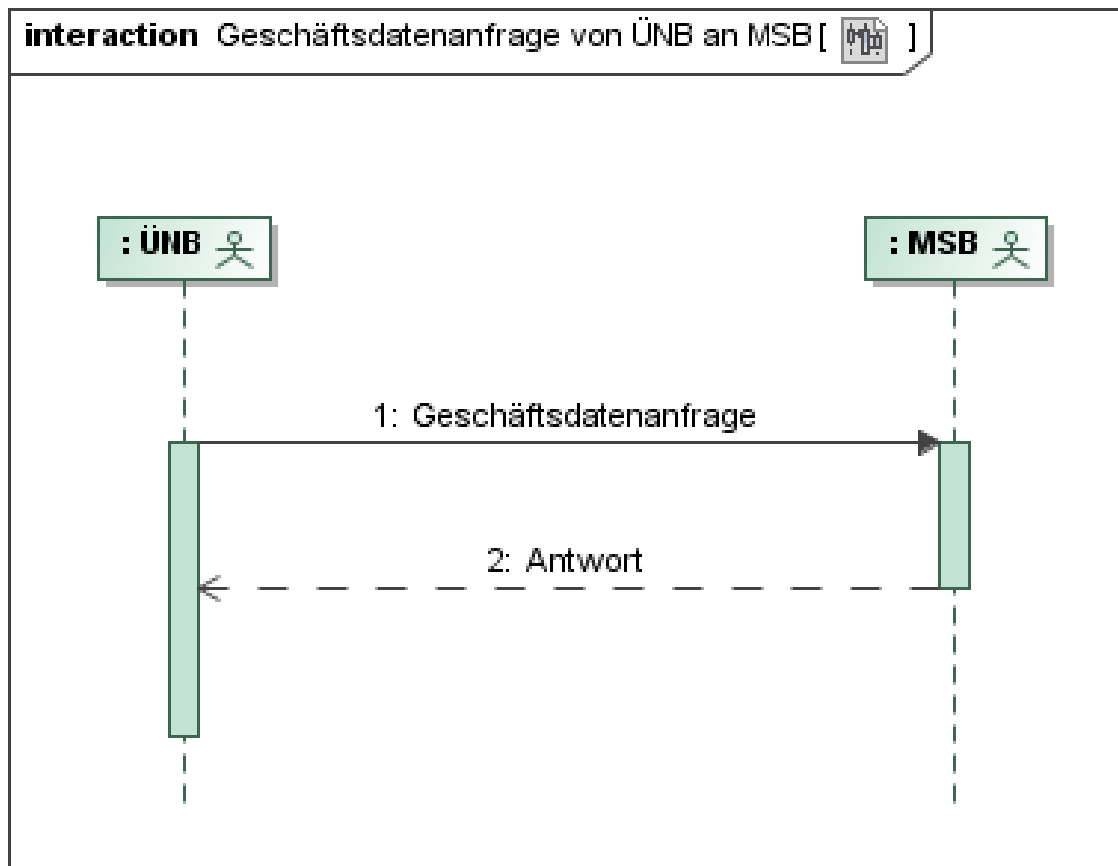 interaction Geschäftsdatenanfrage von ÜNB an MSB [ ]
: ÜNB
: MSB
1: Geschäftsdatenanfrage
2: Antwort